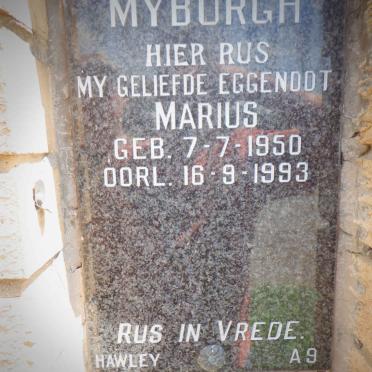 MYBURGH
HIER RUS
MY GELIEFDE EGGENOOT
MARIUS
GEB. 7-7-1950
OORL. 16-9-1993
RUS IN VREDE.
HAWLEY A9